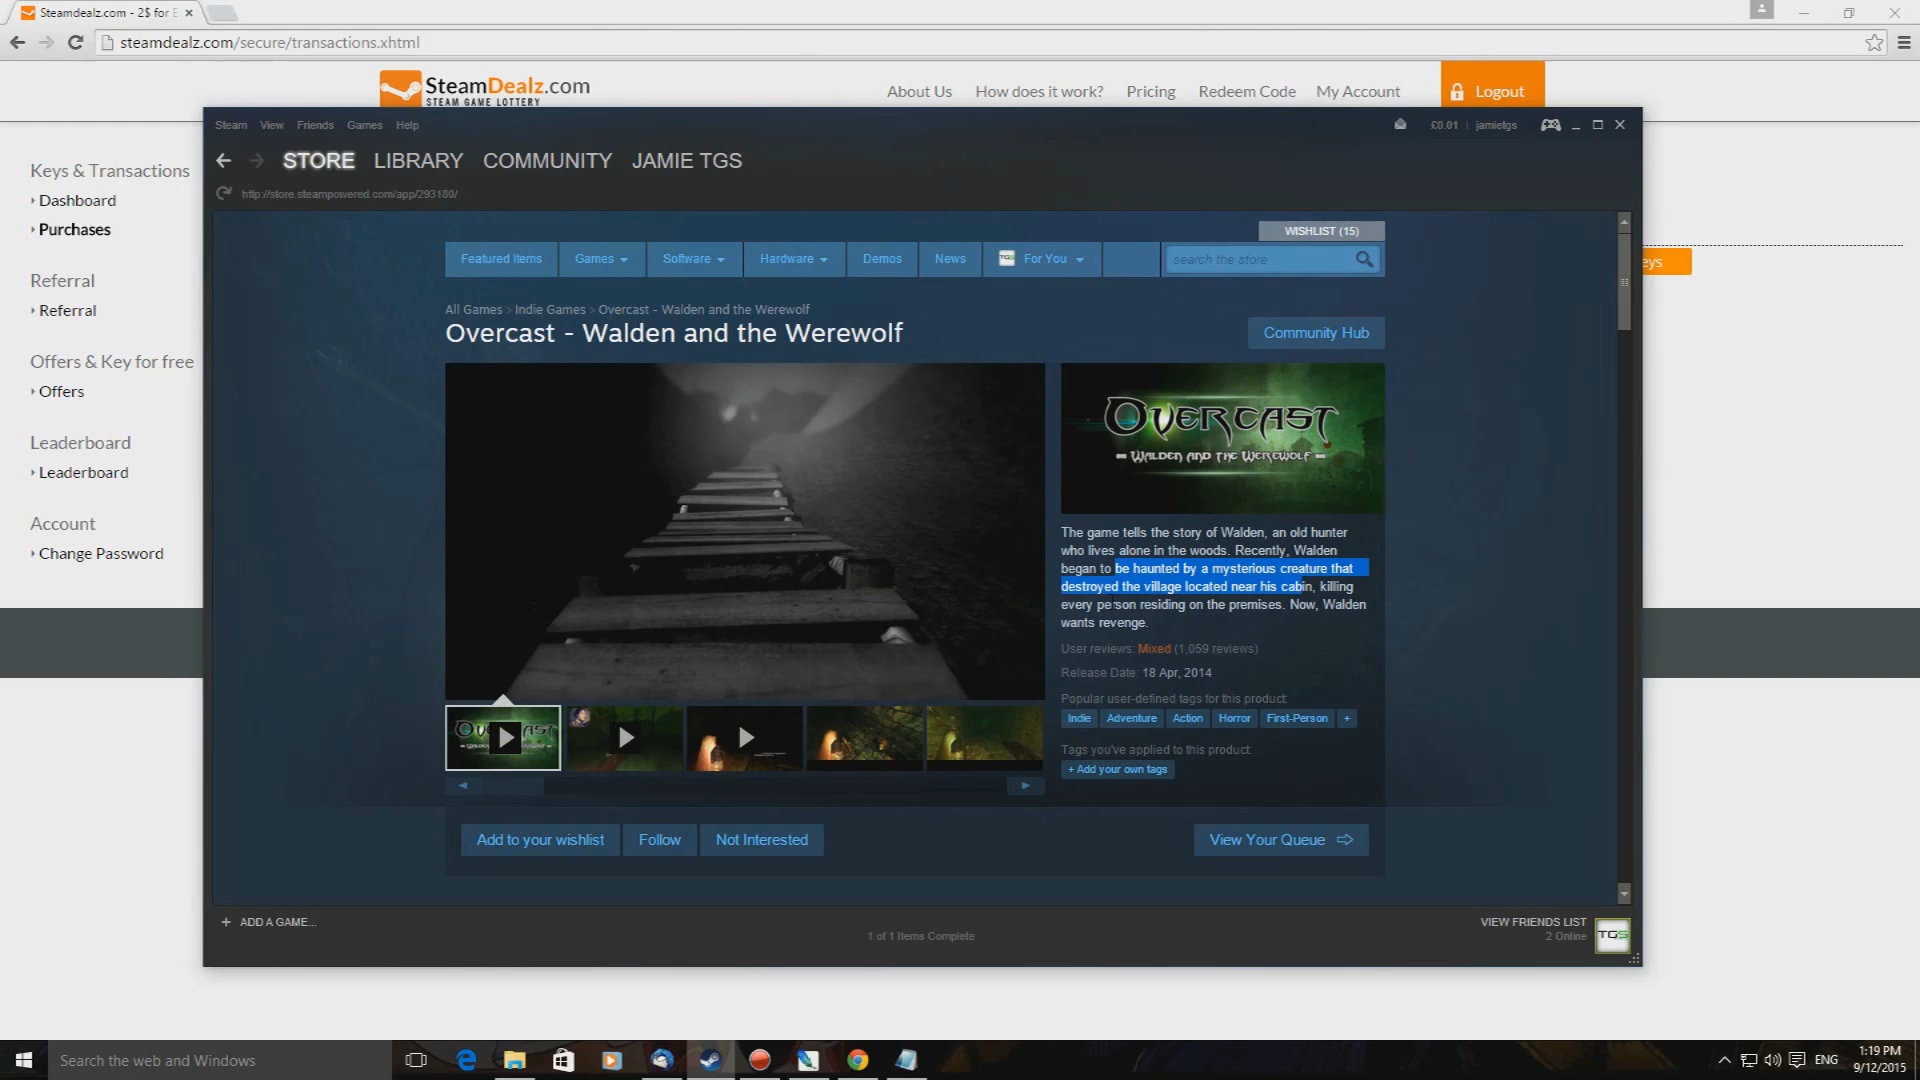 Steamdealz.com - 2$ for E
steamdealz.com/secure/transactions.xhtml
SteamDealz.com
STEAM GAME LOTTERY
About Us How does it work? Pricing Redeem Code My Account Logout
Keys & Transactions
Dashboard
Purchases
Referral
Referral
Offers & Key for free
Offers
Leaderboard
Leaderboard
Account
Change Password
eys
Steam View Friends Games Help
£0.01 | jamietgs
STORE LIBRARY COMMUNITY JAMIE TGS
http://store.steampowered.com/app/293180/
WISHLIST (15)
Featured Items Games Software Hardware Demos News For You search the store
All Games > Indie Games > Overcast - Walden and the Werewolf
Overcast - Walden and the Werewolf
Community Hub
OVERCAST
WALDEN AND THE WEREWOLF
The game tells the story of Walden, an old hunter
who lives alone in the woods. Recently, Walden
began to be haunted by a mysterious creature that
destroyed the village located near his cabin, killing
every person residing on the premises. Now, Walden
wants revenge.
User reviews: Mixed (1,059 reviews)
Release Date: 18 Apr, 2014
Popular user-defined tags for this product:
Indie Adventure Action Horror First-Person +
Tags you've applied to this product:
+ Add your own tags
Add to your wishlist Follow Not Interested View Your Queue
+ ADD A GAME...
1 of 1 Items Complete
VIEW FRIENDS LIST
2 Online
TGS
Search the web and Windows
ENG
1:19 PM
9/12/2015